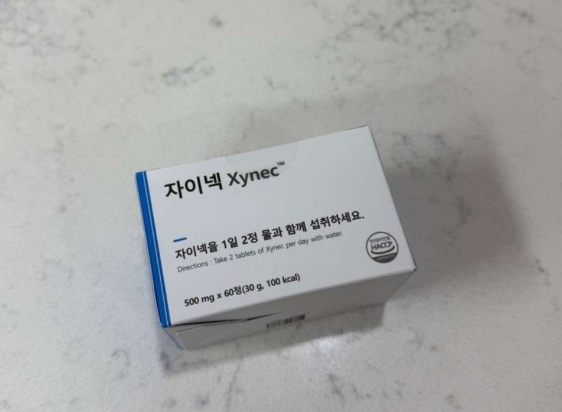 자이넥 Xynec™
자이넥을 1일 2정 물과 함께 섭취하세요.
Directions : Take 2 tablets of Xynec per day with water.
HACCP
500 mg x 60정(30 g, 100 kcal)